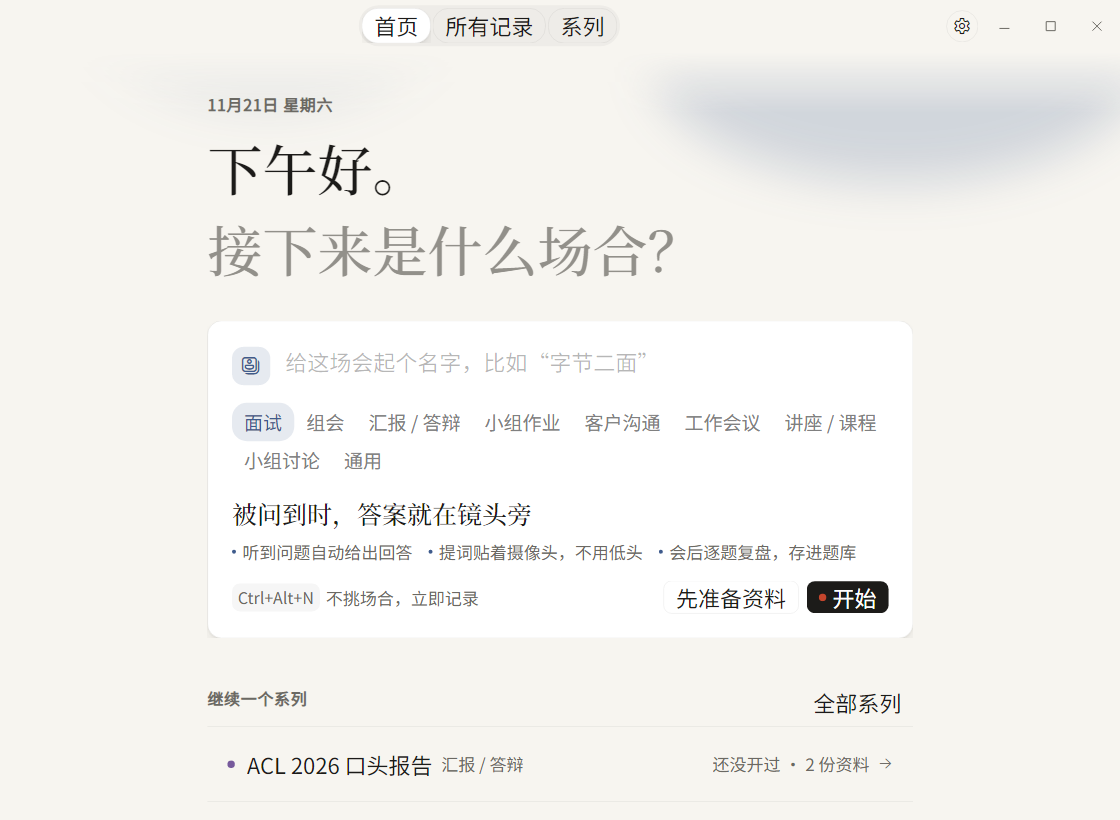 首页 所有记录 系列
11月21日 星期六
下午好。
接下来是什么场合？
给这场会起个名字，比如“字节二面”
面试 组会 汇报 / 答辩 小组作业 客户沟通 工作会议 讲座 / 课程
小组讨论 通用
被问到时，答案就在镜头旁
• 听到问题自动给出回答 • 提词贴着摄像头，不用低头 • 会后逐题复盘，存进题库
Ctrl+Alt+N 不挑场合，立即记录 先准备资料 开始
继续一个系列 全部系列
ACL 2026 口头报告 汇报 / 答辩 还没开过 · 2 份资料 →